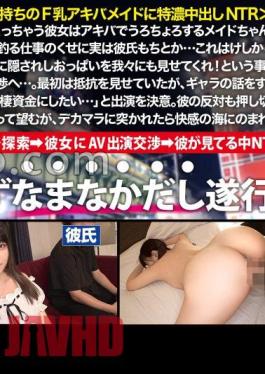 持ちのF乳アキバメイドに特濃中出しNTR×
っちゃう彼女はアキバでうろちょろするメイドちゃん
釣る仕事のくせに実は彼氏もちとか…これはけしから
に隠されしおっぱいを我々にも見せてくれ!という事
渉へ…。最初は抵抗を見せていたが、ギャラの話をす
棲資金にしたい…」と出演を決意。彼の反対も押し切
って望むが、デカマラに突かれたら快感の海にのまれ
探索➡彼女にAV出演交渉➡彼が見てる中NT
ずなまなかだし遂行
彼氏
JAVHD